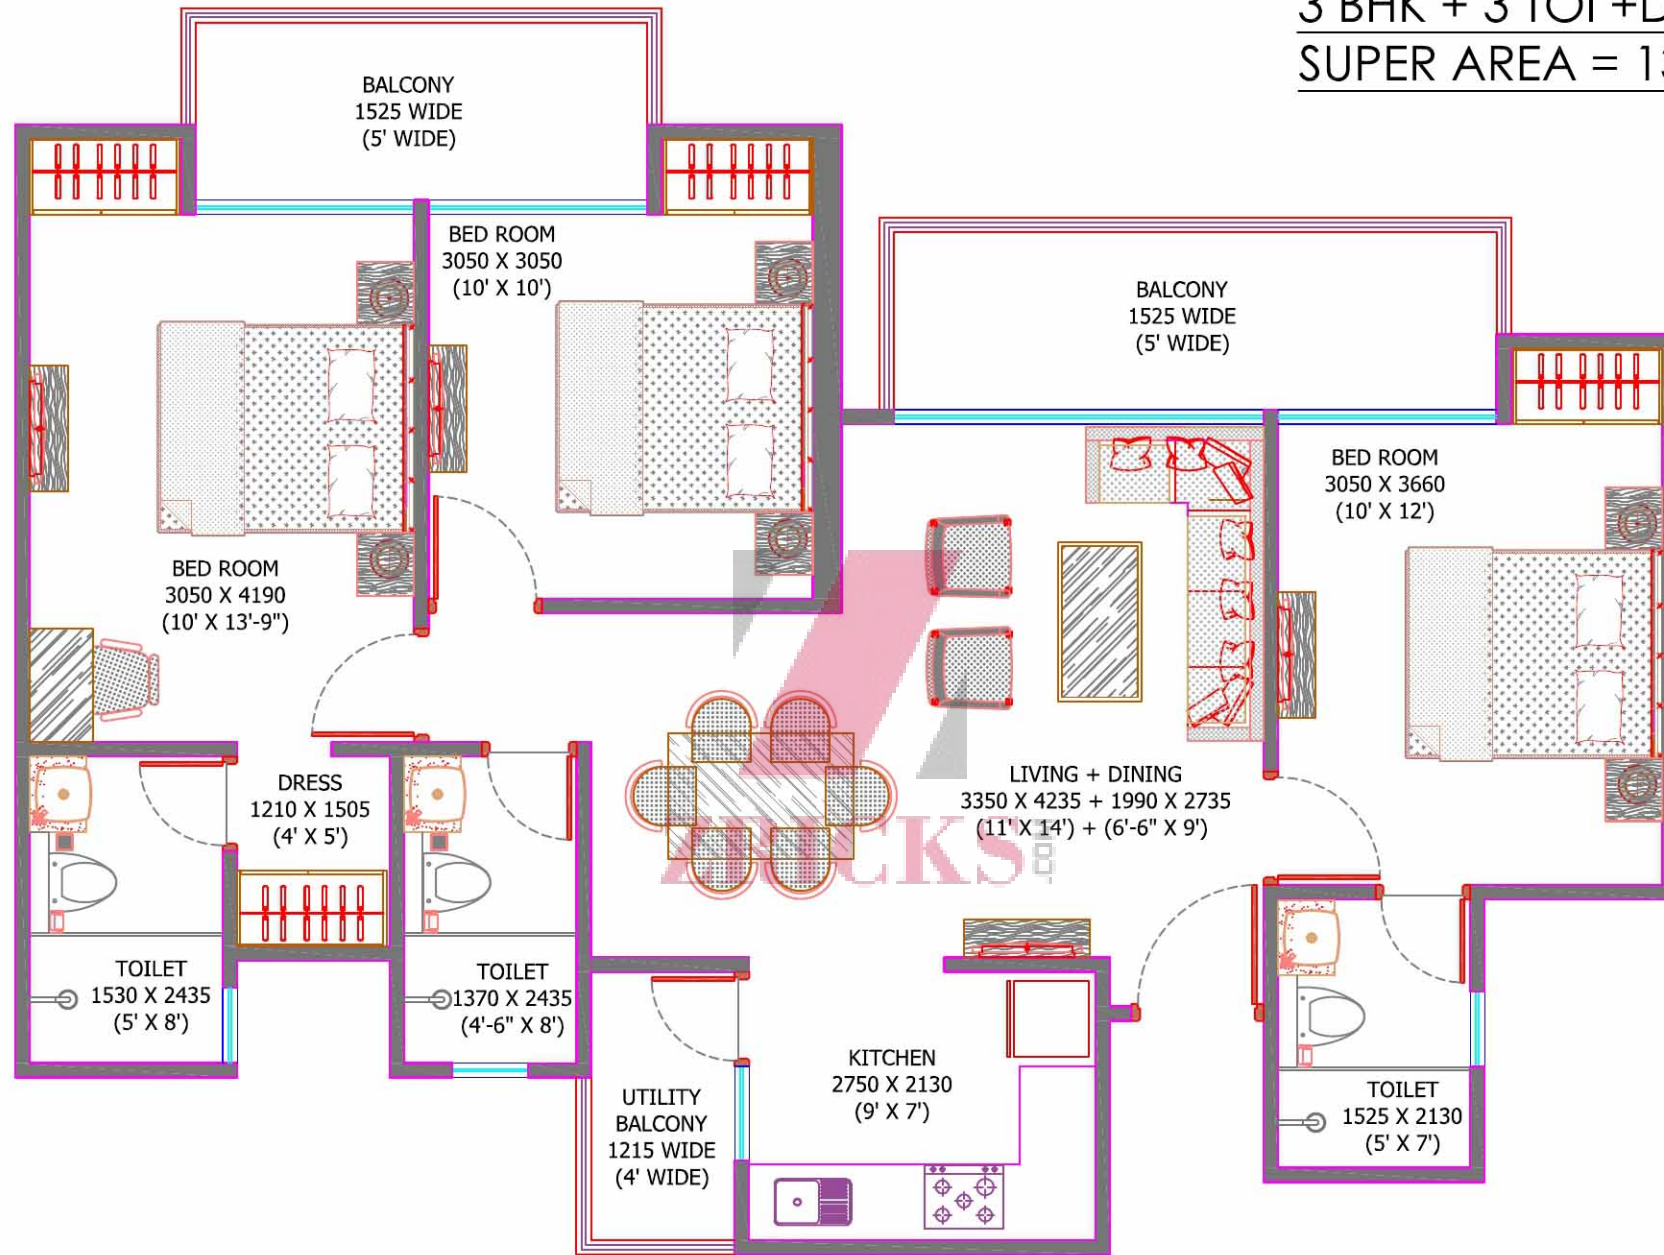 3 BHK + 3 TOI +D
SUPER AREA = 13
BALCONY
1525 WIDE
(5' WIDE)
BED ROOM
3050 X 3050
(10' X 10')
BALCONY
1525 WIDE
(5' WIDE)
BED ROOM
3050 X 3660
(10' X 12')
BED ROOM
3050 X 4190
(10' X 13'-9")
DRESS
1210 X 1505
(4' X 5')
LIVING + DINING
3350 X 4235 + 1990 X 2735
(11' X 14') + (6'-6" X 9')
TOILET
1530 X 2435
(5' X 8')
TOILET
1370 X 2435
(4'-6" X 8')
KITCHEN
2750 X 2130
(9' X 7')
UTILITY
BALCONY
1215 WIDE
(4' WIDE)
TOILET
1525 X 2130
(5' X 7')